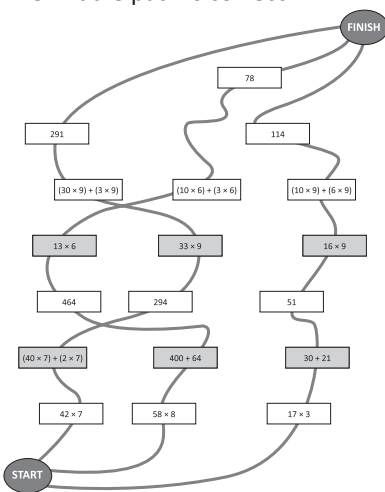 FINISH
78
291
114
(30 × 9) + (3 × 9)
(10 × 6) + (3 × 6)
(10 × 9) + (6 × 9)
13 × 6
33 × 9
16 × 9
464
294
51
(40 × 7) + (2 × 7)
400 + 64
30 + 21
42 × 7
58 × 8
17 × 3
START